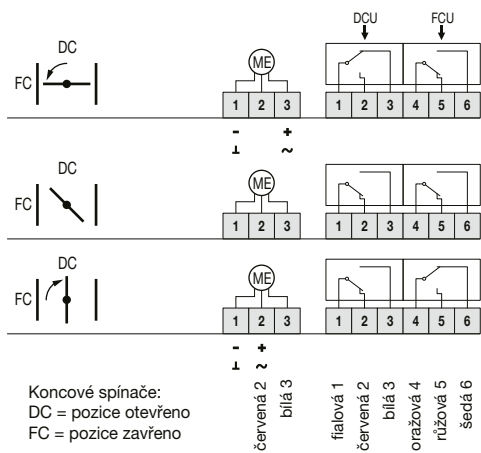 DCU FCU
DC
FC
ME
1 2 3 1 2 3 4 5 6
- +
⊥ ~
DC
FC
ME
1 2 3 1 2 3 4 5 6
DC
FC
ME
1 2 3 1 2 3 4 5 6
- +
⊥ ~
Koncové spínače:
DC = pozice otevřeno
FC = pozice zavřeno
červená 2
bílá 3
fialová 1
červená 2
bílá 3
oražová 4
růžová 5
šedá 6